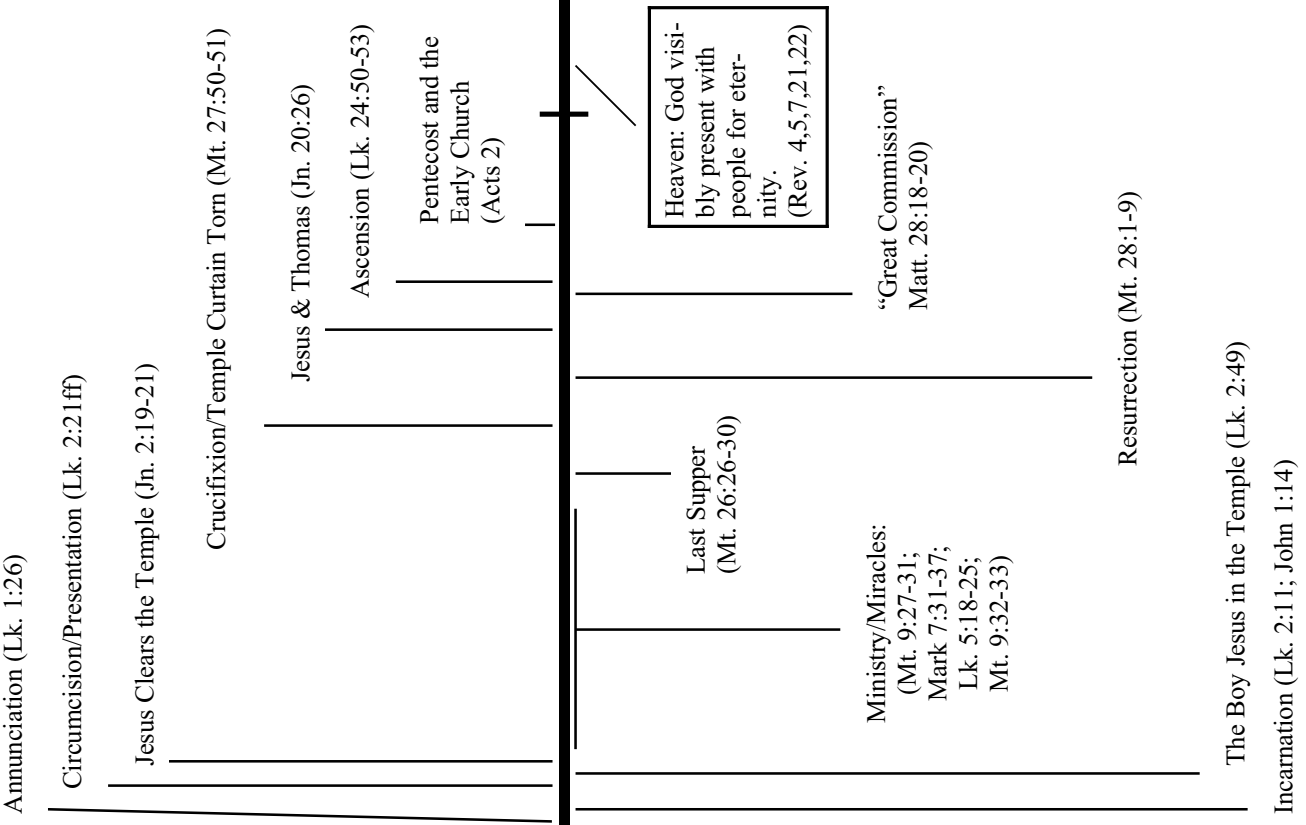 Annunciation (Lk. 1:26)
Circumcision/Presentation (Lk. 2:21ff)
Jesus Clears the Temple (Jn. 2:19-21)
Crucifixion/Temple Curtain Torn (Mt. 27:50-51)
Jesus & Thomas (Jn. 20:26)
Ascension (Lk. 24:50-53)
Pentecost and the
Early Church
(Acts 2)
Heaven: God visi-
bly present with
people for eter-
nity.
(Rev. 4,5,7,21,22)
Last Supper
(Mt. 26:26-30)
“Great Commission”
Matt. 28:18-20)
Ministry/Miracles:
(Mt. 9:27-31;
Mark 7:31-37;
Lk. 5:18-25;
Mt. 9:32-33)
Resurrection (Mt. 28:1-9)
The Boy Jesus in the Temple (Lk. 2:49)
Incarnation (Lk. 2:11; John 1:14)